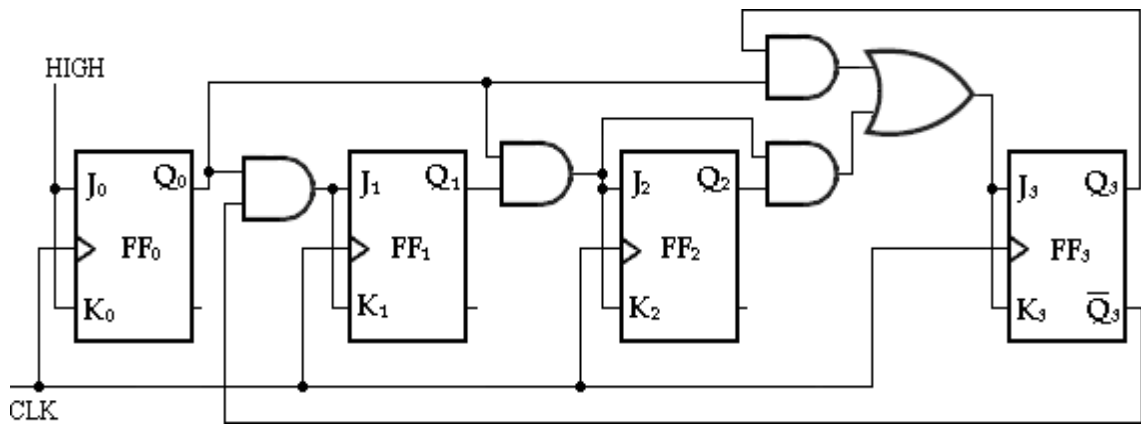 HIGH
J₀ Q₀
FF₀
K₀
J₁ Q₁
FF₁
K₁
J₂ Q₂
FF₂
K₂
J₃ Q₃
FF₃
K₃ Q̅₃
CLK